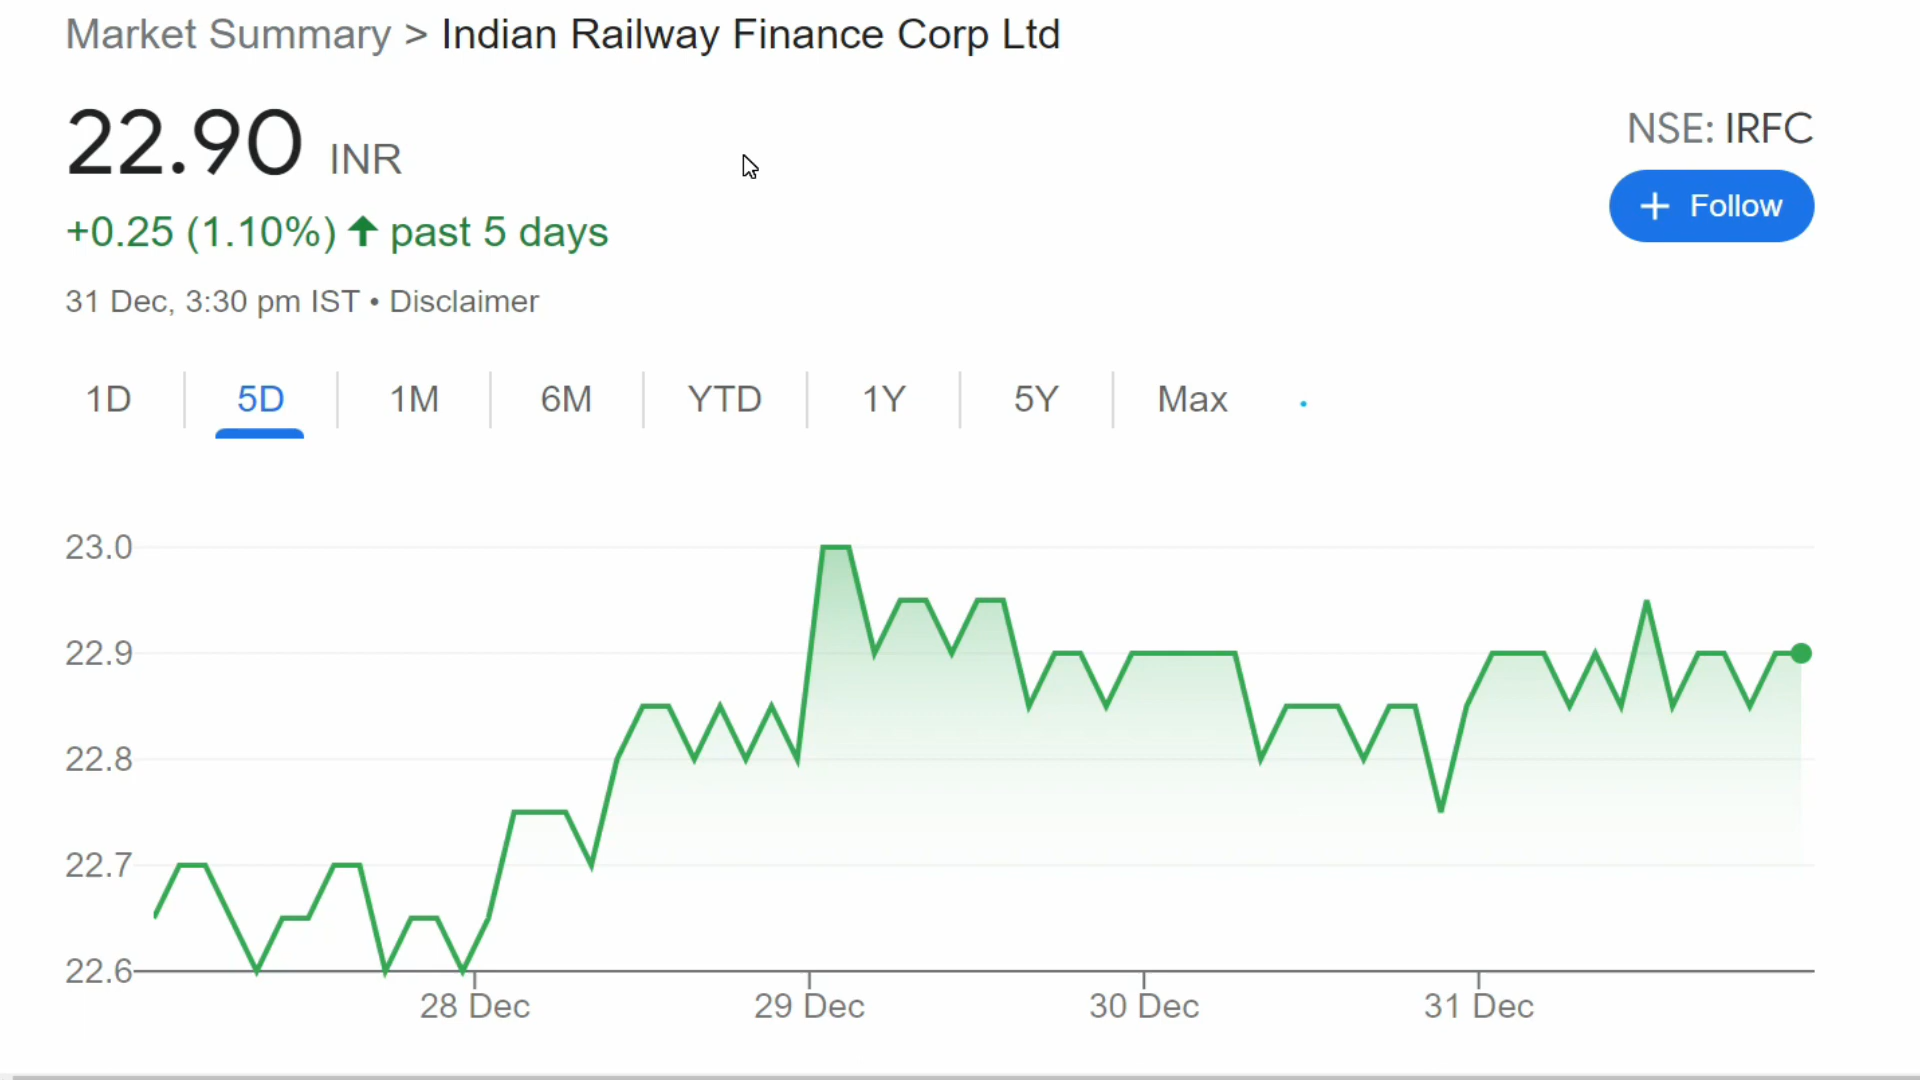 Market Summary > Indian Railway Finance Corp Ltd
22.90 INR
NSE: IRFC
+ Follow
+0.25 (1.10%) ↑ past 5 days
31 Dec, 3:30 pm IST • Disclaimer
1D 5D 1M 6M YTD 1Y 5Y Max
23.0
22.9
22.8
22.7
22.6
28 Dec 29 Dec 30 Dec 31 Dec